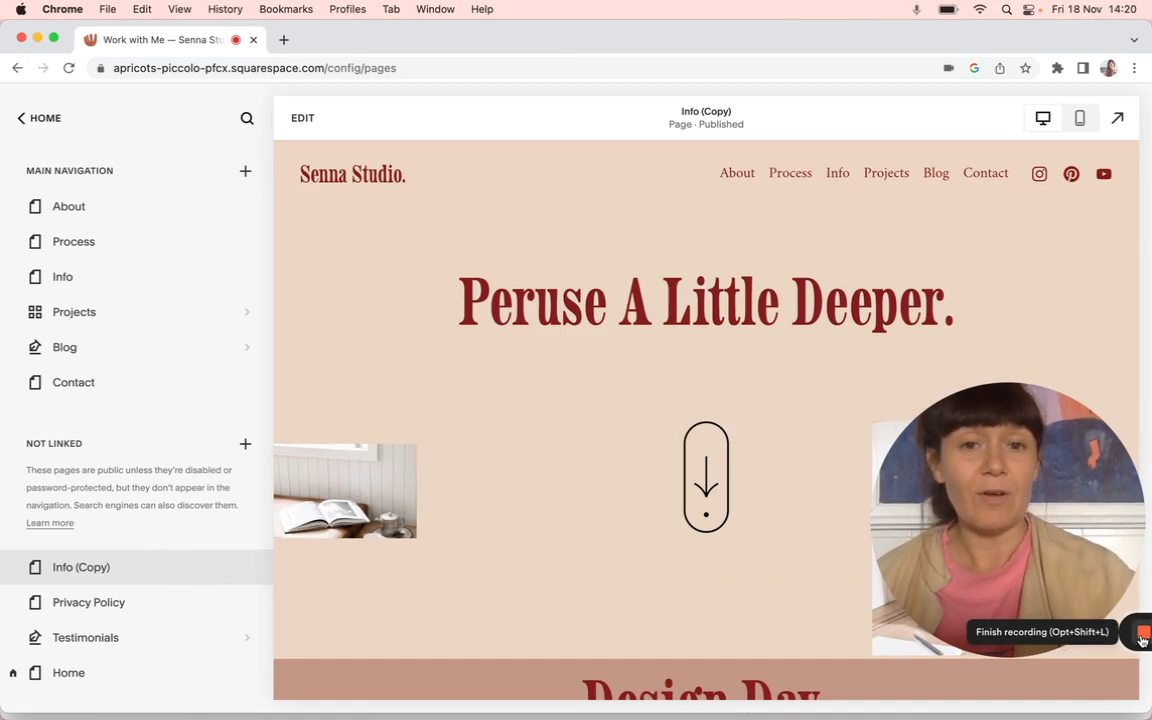 Chrome File Edit View History Bookmarks Profiles Tab Window Help Fri 18 Nov 14:20
Work with Me — Senna Stu
apricots-piccolo-pfcx.squarespace.com/config/pages
HOME
EDIT
Info (Copy)
Page · Published
MAIN NAVIGATION
About
Process
Info
Projects
Blog
Contact
NOT LINKED
These pages are public unless they're disabled or
password-protected, but they don't appear in the
navigation. Search engines can also discover them.
Learn more
Info (Copy)
Privacy Policy
Testimonials
Home
Senna Studio.
About Process Info Projects Blog Contact
Peruse A Little Deeper.
Finish recording (Opt+Shift+L)
Design Day